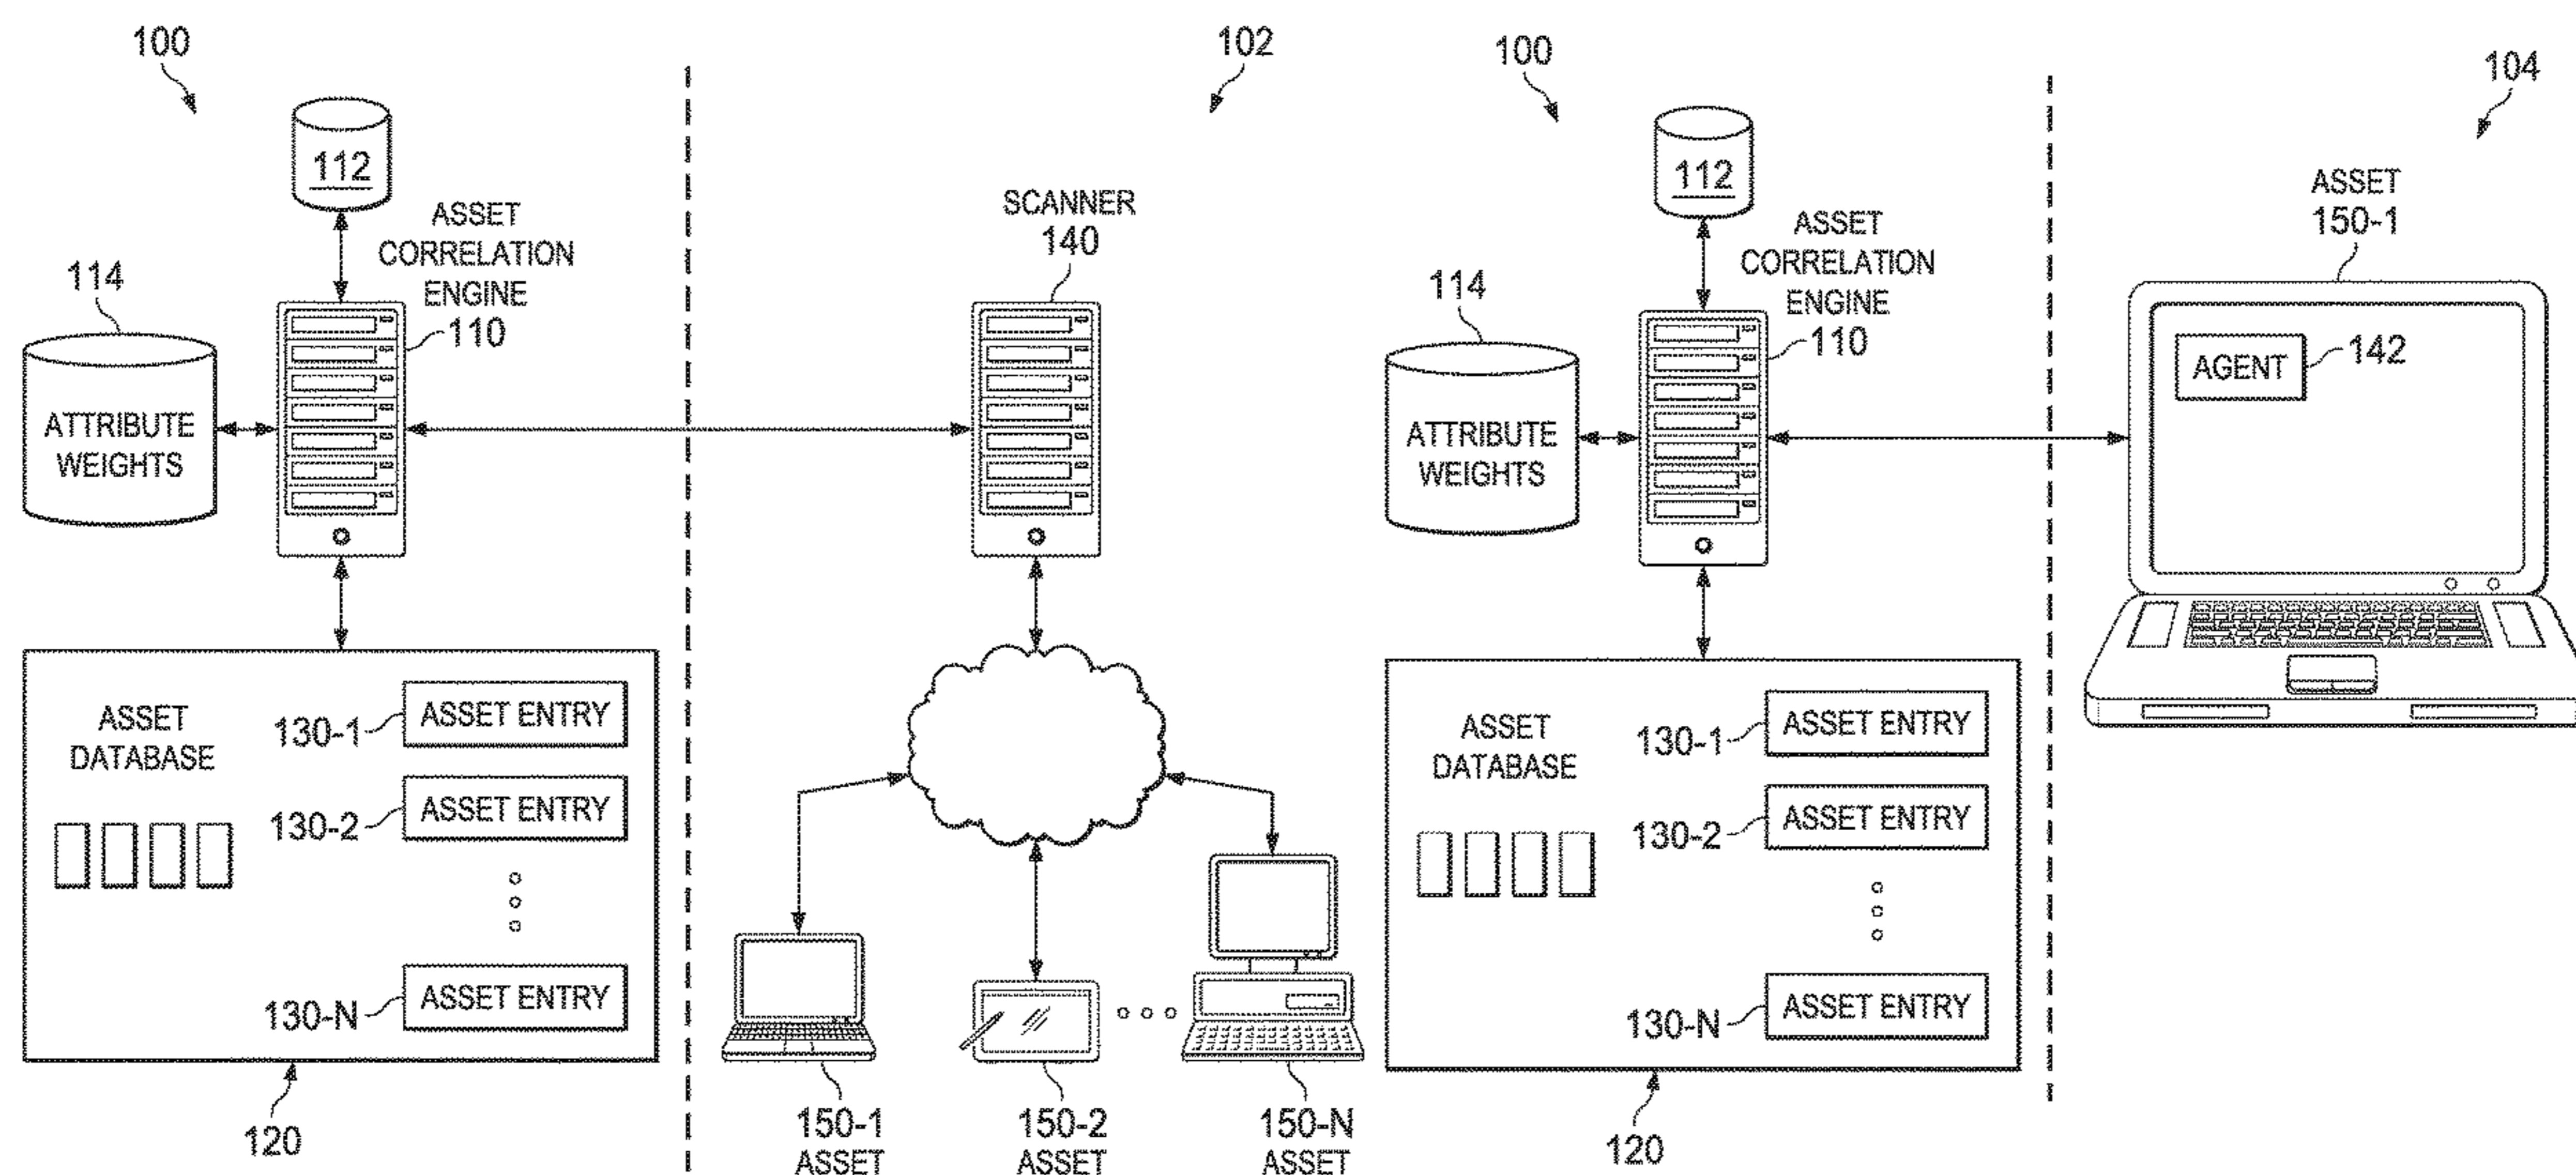 100
112
ASSET
CORRELATION
ENGINE
110
114
ATTRIBUTE
WEIGHTS
ASSET
DATABASE
130-1
ASSET ENTRY
130-2
ASSET ENTRY
130-N
ASSET ENTRY
120
102
SCANNER
140
150-1
ASSET
150-2
ASSET
150-N
ASSET
100
112
ASSET
CORRELATION
ENGINE
110
114
ATTRIBUTE
WEIGHTS
ASSET
DATABASE
130-1
ASSET ENTRY
130-2
ASSET ENTRY
130-N
ASSET ENTRY
120
104
ASSET
150-1
AGENT
142